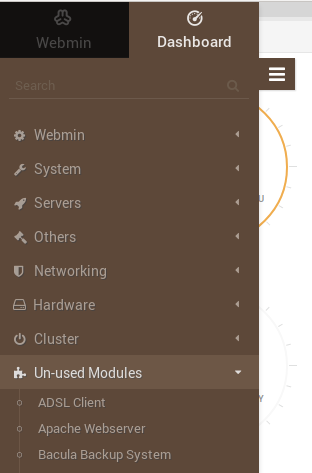 Webmin
Dashboard
Search
Webmin
System
Servers
Others
Networking
Hardware
Cluster
Un-used Modules
ADSL Client
Apache Webserver
Bacula Backup System
U
Y